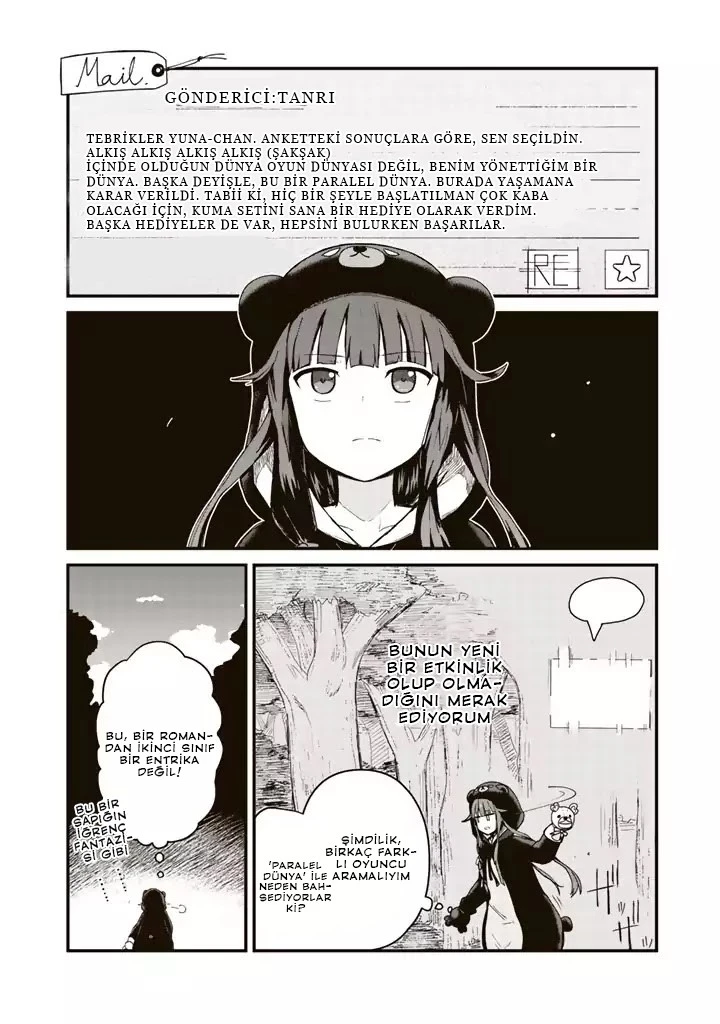 Mail.
GÖNDERİCİ:TANRI
TEBRİKLER YUNA-CHAN. ANKETTEKİ SONUÇLARA GÖRE, SEN SEÇİLDİN.
ALKIŞ ALKIŞ ALKIŞ ALKIŞ (ŞAKŞAK)
İÇİNDE OLDUĞUN DÜNYA OYUN DÜNYASI DEĞİL, BENİM YÖNETTİĞİM BİR
DÜNYA. BAŞKA DEYİŞLE, BU BİR PARALEL DÜNYA. BURADA YAŞAMANA
KARAR VERİLDİ. TABİİ Kİ, HİÇ BİR ŞEYLE BAŞLATILMAN ÇOK KABA
OLACAĞI İÇİN, KUMA SETİNİ SANA BİR HEDİYE OLARAK VERDİM.
BAŞKA HEDİYELER DE VAR, HEPSİNİ BULURKEN BAŞARILAR.
RE
BUNUN YENİ
BİR ETKİNLİK
OLUP OLMA-
DIĞINI MERAK
EDİYORUM
ŞİMDİLİK,
BİRKAÇ FARK-
LI OYUNCU
ARAMALIYIM
'PARALEL
DÜNYA' İLE
NEDEN BAH-
SEDİYORLAR
Kİ?
BU, BİR ROMAN-
DAN İKİNCİ SINIF
BİR ENTRİKA
DEĞİL!
BU BİR
SAPIĞIN
İĞRENÇ
FANTAZİ-
Sİ GİBİ